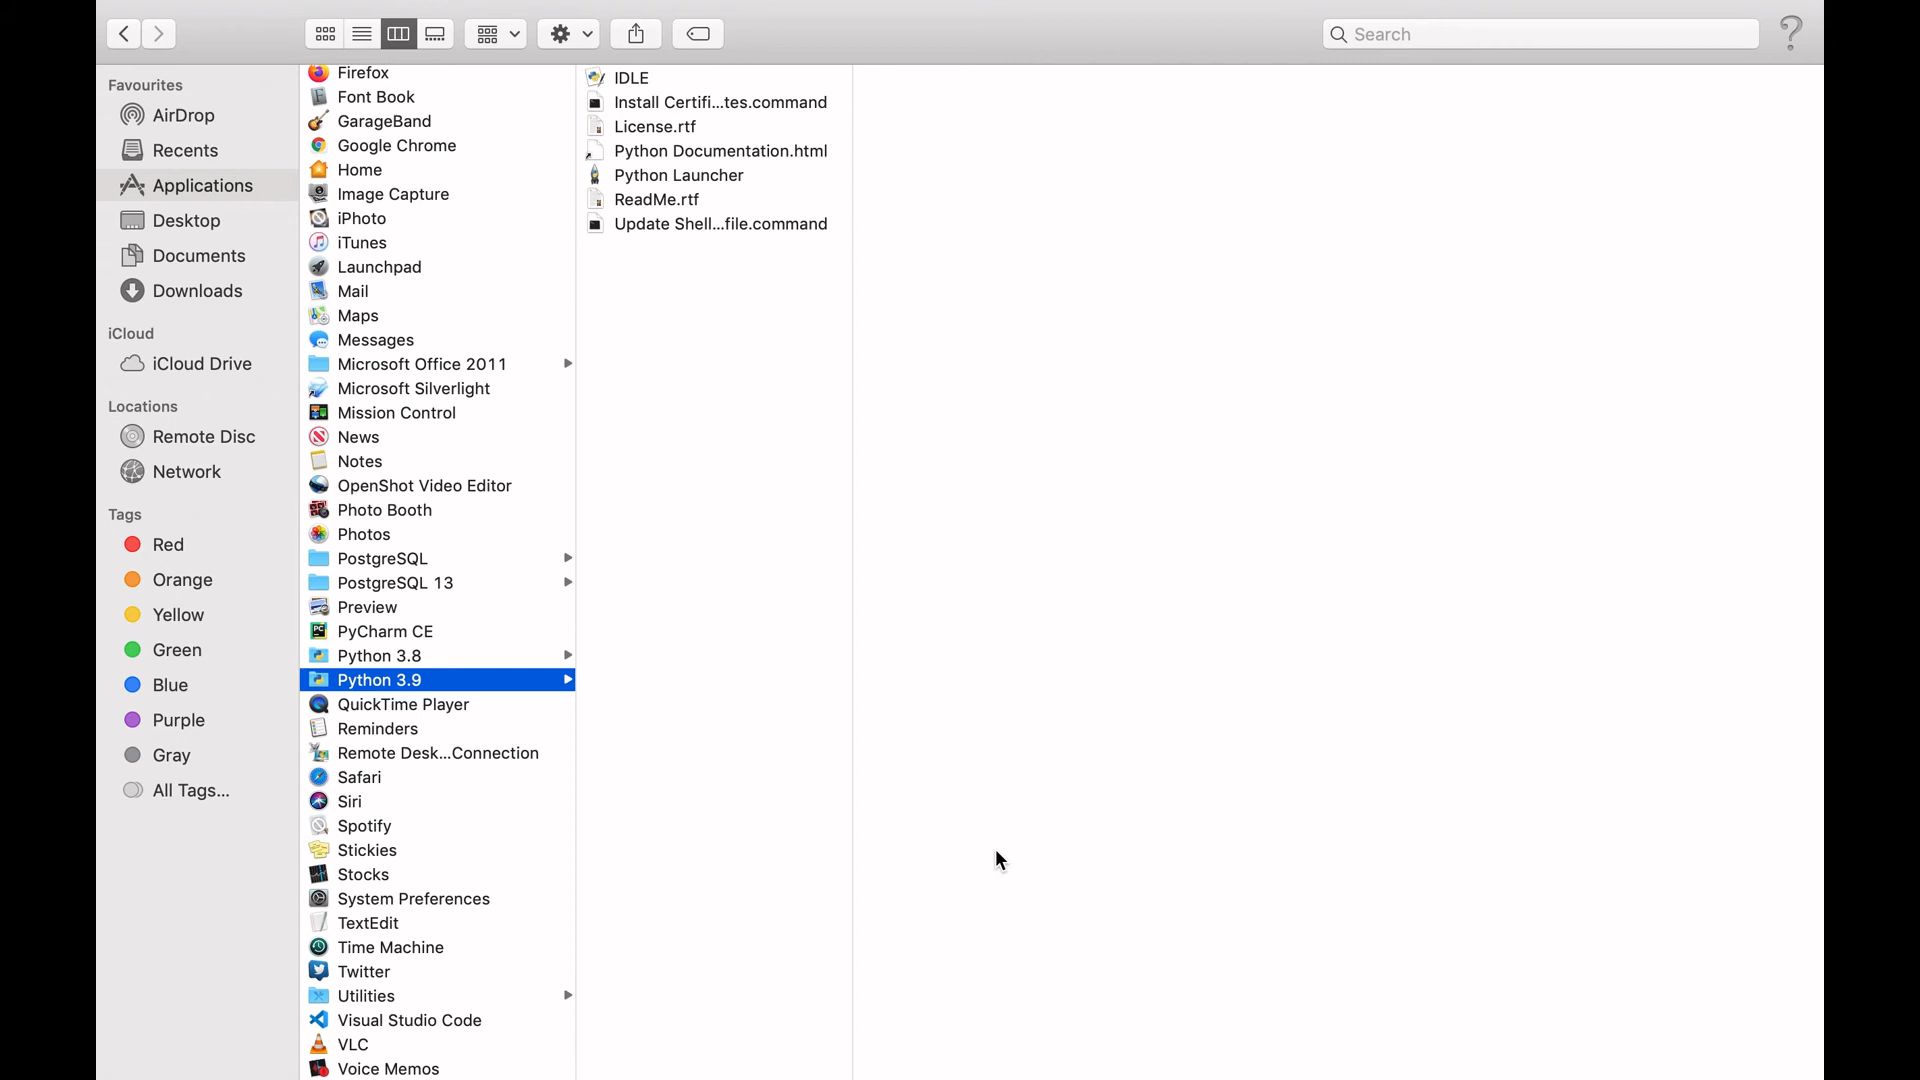 Search
Favourites
AirDrop
Recents
Applications
Desktop
Documents
Downloads
iCloud
iCloud Drive
Locations
Remote Disc
Network
Tags
Red
Orange
Yellow
Green
Blue
Purple
Gray
All Tags...
Firefox
Font Book
GarageBand
Google Chrome
Home
Image Capture
iPhoto
iTunes
Launchpad
Mail
Maps
Messages
Microsoft Office 2011
Microsoft Silverlight
Mission Control
News
Notes
OpenShot Video Editor
Photo Booth
Photos
PostgreSQL
PostgreSQL 13
Preview
PyCharm CE
Python 3.8
Python 3.9
QuickTime Player
Reminders
Remote Desk...Connection
Safari
Siri
Spotify
Stickies
Stocks
System Preferences
TextEdit
Time Machine
Twitter
Utilities
Visual Studio Code
VLC
Voice Memos
IDLE
Install Certifi...tes.command
License.rtf
Python Documentation.html
Python Launcher
ReadMe.rtf
Update Shell...file.command